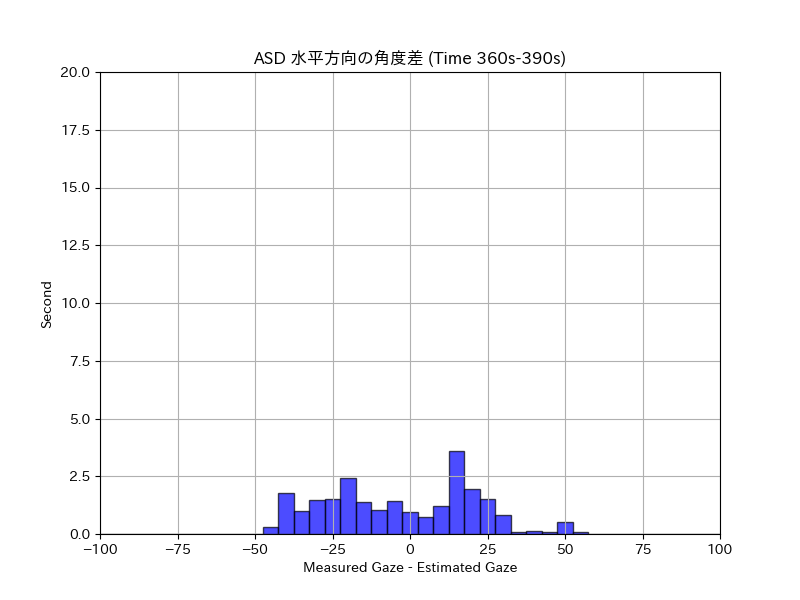 ASD 水平方向の角度差 (Time 360s-390s)
20.0
17.5
15.0
12.5
10.0
7.5
5.0
2.5
0.0
Second
−100 −75 −50 −25 0 25 50 75 100
Measured Gaze - Estimated Gaze